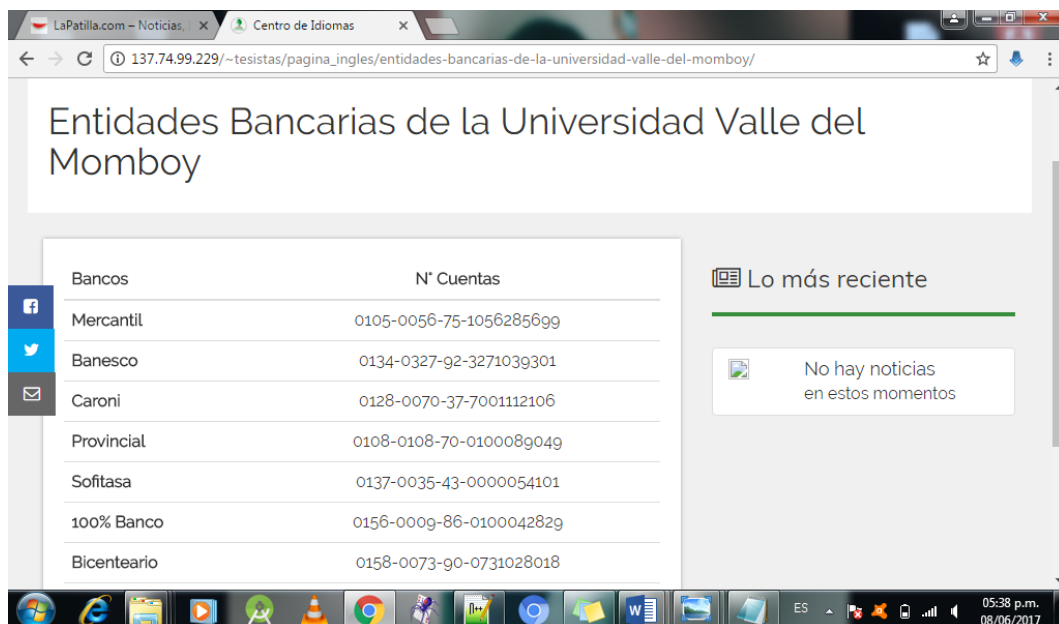 LaPatilla.com – Noticias,
Centro de Idiomas
137.74.99.229/~tesistas/pagina_ingles/entidades-bancarias-de-la-universidad-valle-del-momboy/
Entidades Bancarias de la Universidad Valle del
Momboy
Bancos N° Cuentas
Mercantil 0105-0056-75-1056285699
Banesco 0134-0327-92-3271039301
Caroni 0128-0070-37-7001112106
Provincial 0108-0108-70-0100089049
Sofitasa 0137-0035-43-0000054101
100% Banco 0156-0009-86-0100042829
Bicenteario 0158-0073-90-0731028018
Lo más reciente
No hay noticias
en estos momentos
ES
05:38 p.m.
08/06/2017